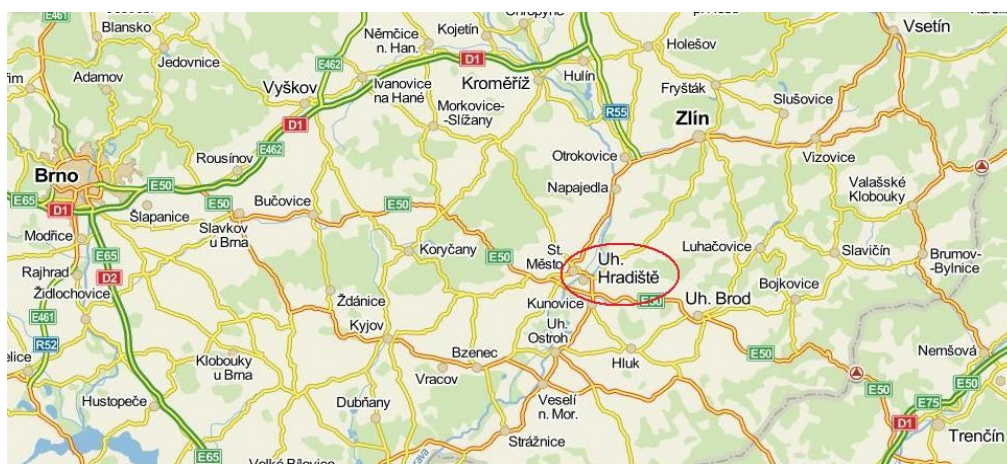 E461
Blansko
Jedovnice
Adamov
Němčice
n. Han.
Kojetín
D1
E462
Ivanovice
na Hané
Vyškov
Kroměříž
Hulín
Holešov
Vsetín
Fryšták
Slušovice
Morkovice-
-Slížany
D1
E462
R55
Zlín
Rousínov
Otrokovice
Vizovice
Brno
E50
Napajedla
Valašské
Klobouky
E65
D1
Šlapanice
E50
Bučovice
E50
Slavkov
u Brna
Modřice
E65
Koryčany
E50
St.
Město
Uh.
Hradiště
Luhačovice
Slavičín
Brumov-
-Bylnice
Rajhrad
D2
Židlochovice
Ždánice
Kunovice
Uh. Brod
Bojkovice
E461
Kyjov
Uh.
Ostroh
R52
Klobouky
u Brna
Bzenec
Hluk
E50
Nemšová
Vracov
Hustopeče
Dubňany
Veselí
n. Mor.
E50
E50
E75
D1
Trenčín
Strážnice
E65